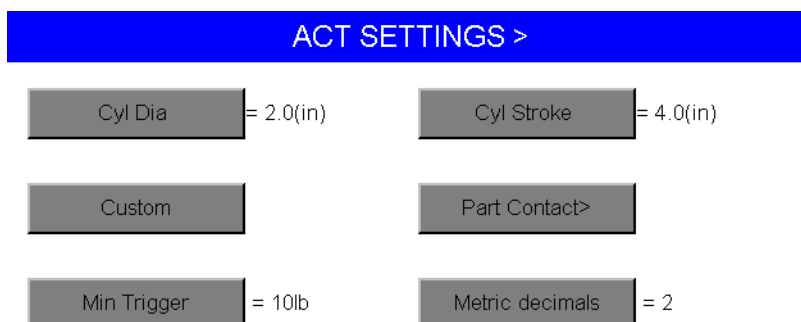 ACT SETTINGS >
Cyl Dia = 2.0(in) Cyl Stroke = 4.0(in)
Custom Part Contact>
Min Trigger = 10lb Metric decimals = 2